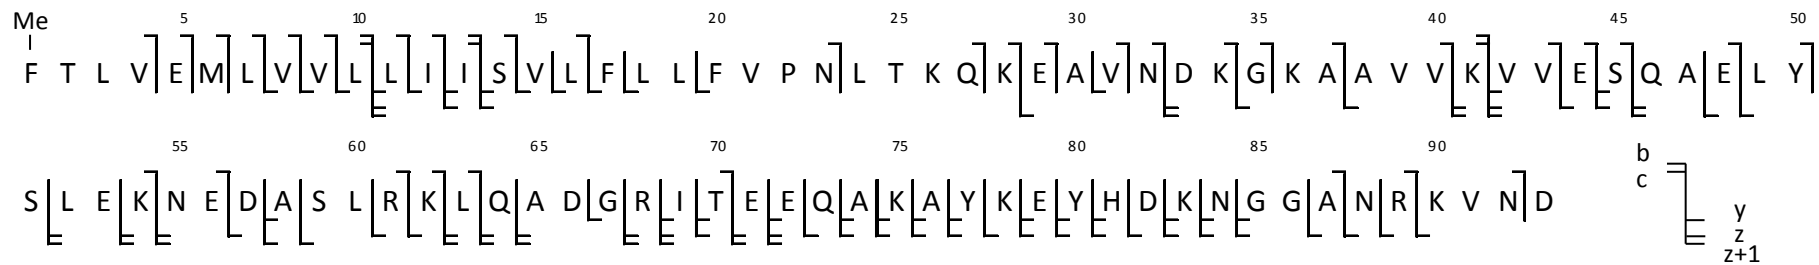 Me 5 10 15 20 25 30 35 40 45 50
F T L V E M L V V L L I I S V L F L L F V P N L T K Q K E A V N D K G K A A V V K V V E S Q A E L Y
55 60 65 70 75 80 85 90
S L E K N E D A S L R K L Q A D G R I T E E Q A K A Y K E Y H D K N G G A N R K V N D
b
c
y
z
z+1